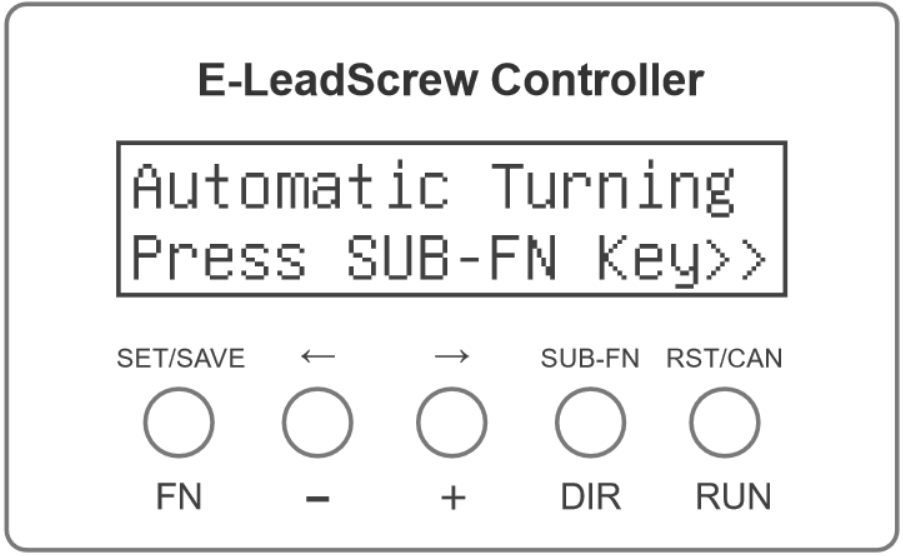 E-LeadScrew Controller
Automatic Turning
Press SUB-FN Key>>
SET/SAVE ← → SUB-FN RST/CAN
FN − + DIR RUN